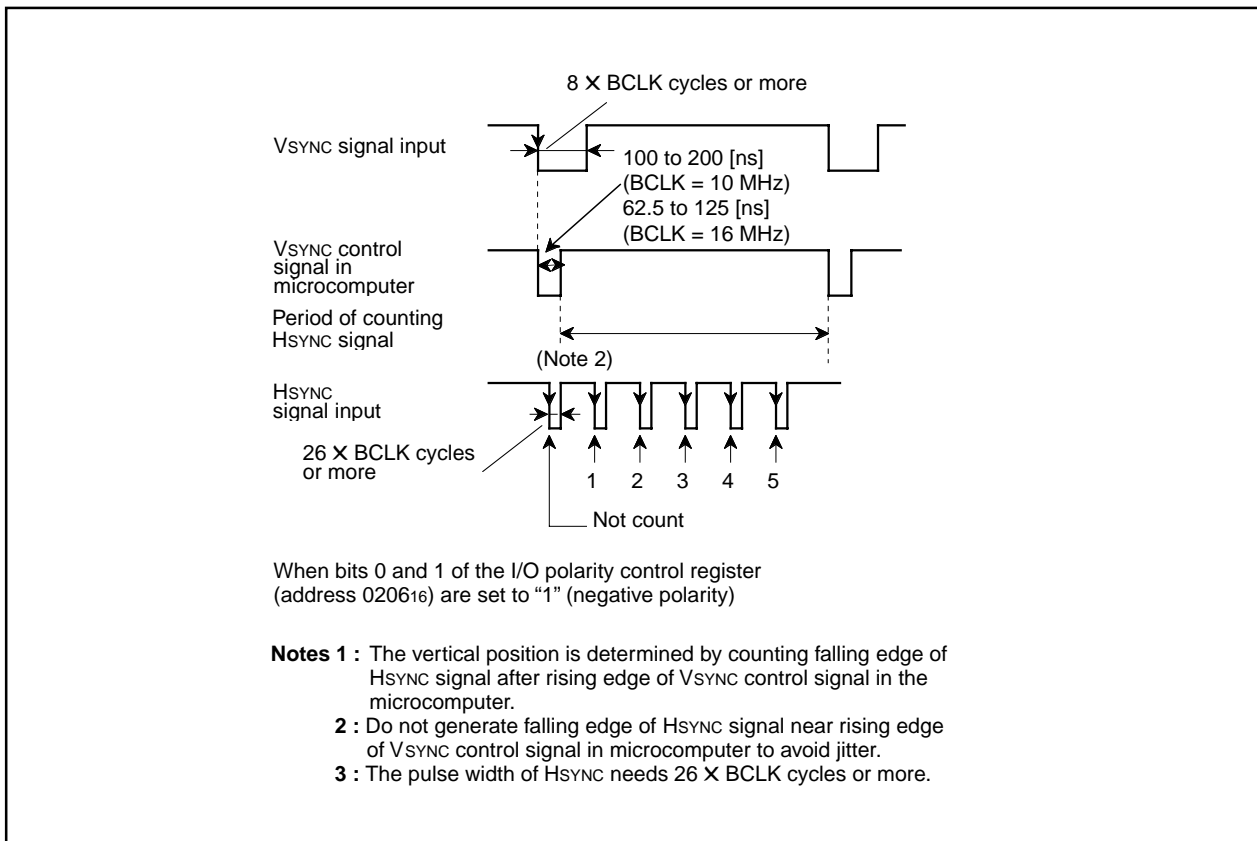 8 X BCLK cycles or more
VSYNC signal input
100 to 200 [ns]
(BCLK = 10 MHz)
62.5 to 125 [ns]
(BCLK = 16 MHz)
VSYNC control
signal in
microcomputer
Period of counting
HSYNC signal
(Note 2)
HSYNC
signal input
26 X BCLK cycles
or more
1 2 3 4 5
Not count
When bits 0 and 1 of the I/O polarity control register
(address 020616) are set to “1” (negative polarity)
Notes 1 : The vertical position is determined by counting falling edge of
HSYNC signal after rising edge of VSYNC control signal in the
microcomputer.
2 : Do not generate falling edge of HSYNC signal near rising edge
of VSYNC control signal in microcomputer to avoid jitter.
3 : The pulse width of HSYNC needs 26 X BCLK cycles or more.